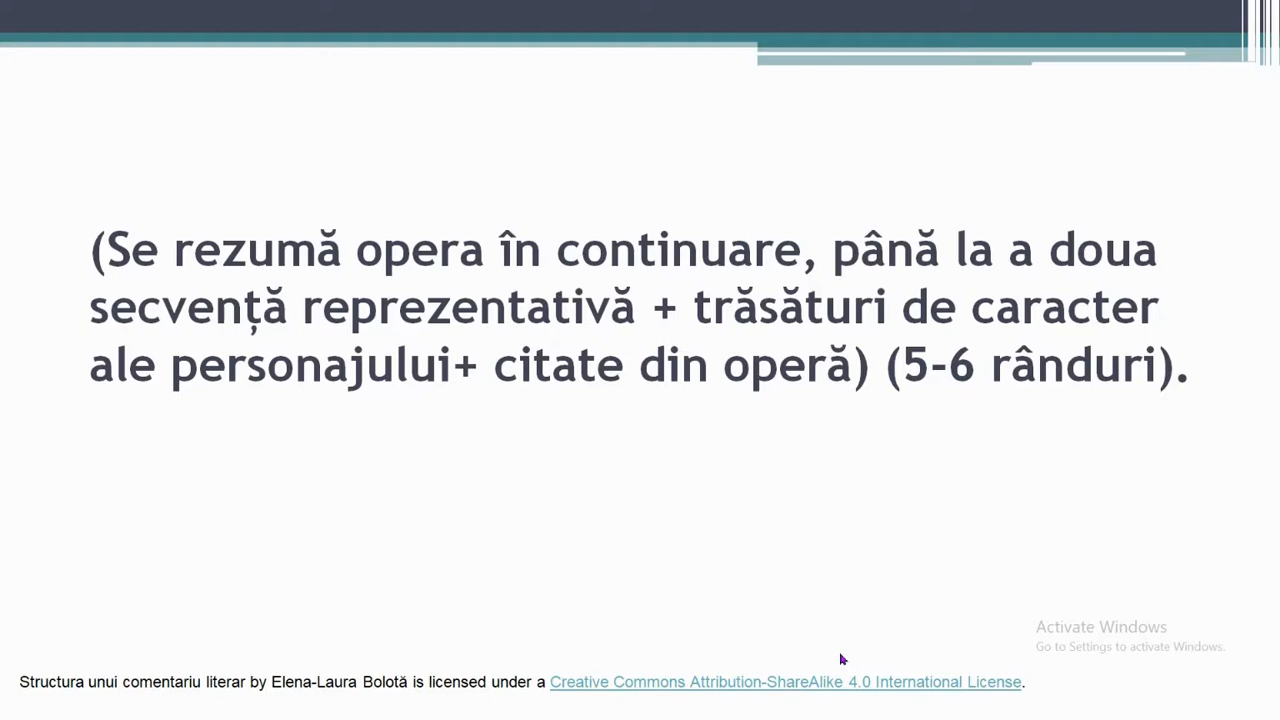 (Se rezumă opera în continuare, până la a doua
secvență reprezentativă + trăsături de caracter
ale personajului+ citate din operă) (5-6 rânduri).
Activate Windows
Go to Settings to activate Windows.
Structura unui comentariu literar by Elena-Laura Bolotă is licensed under a Creative Commons Attribution-ShareAlike 4.0 International License.